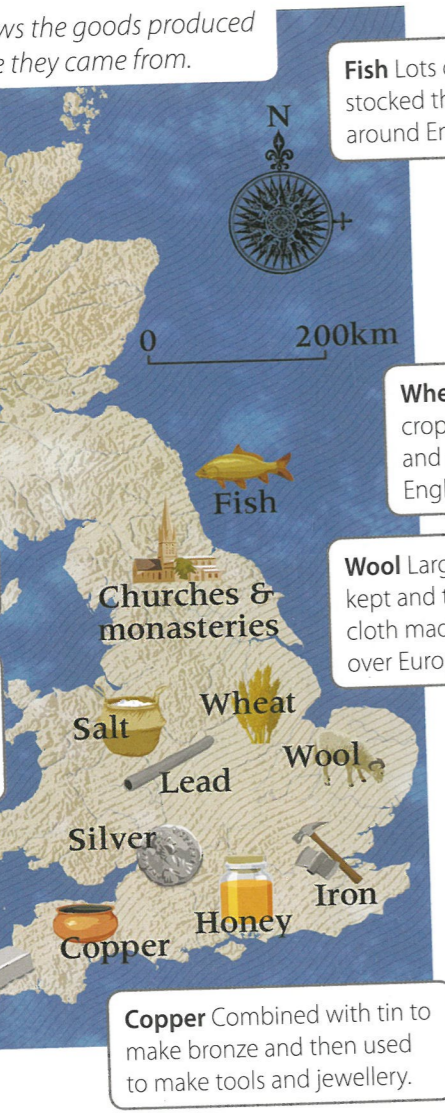 ws the goods produced
e they came from.
Fish Lots
stocked th
around En
N
0 200km
Whe
crop
and
Engl
Fish
Wool Larg
kept and t
cloth mad
over Euro
Churches &
monasteries
Salt
Wheat
Wool
Lead
Silver
Iron
Honey
Copper
Copper Combined with tin to
make bronze and then used
to make tools and jewellery.